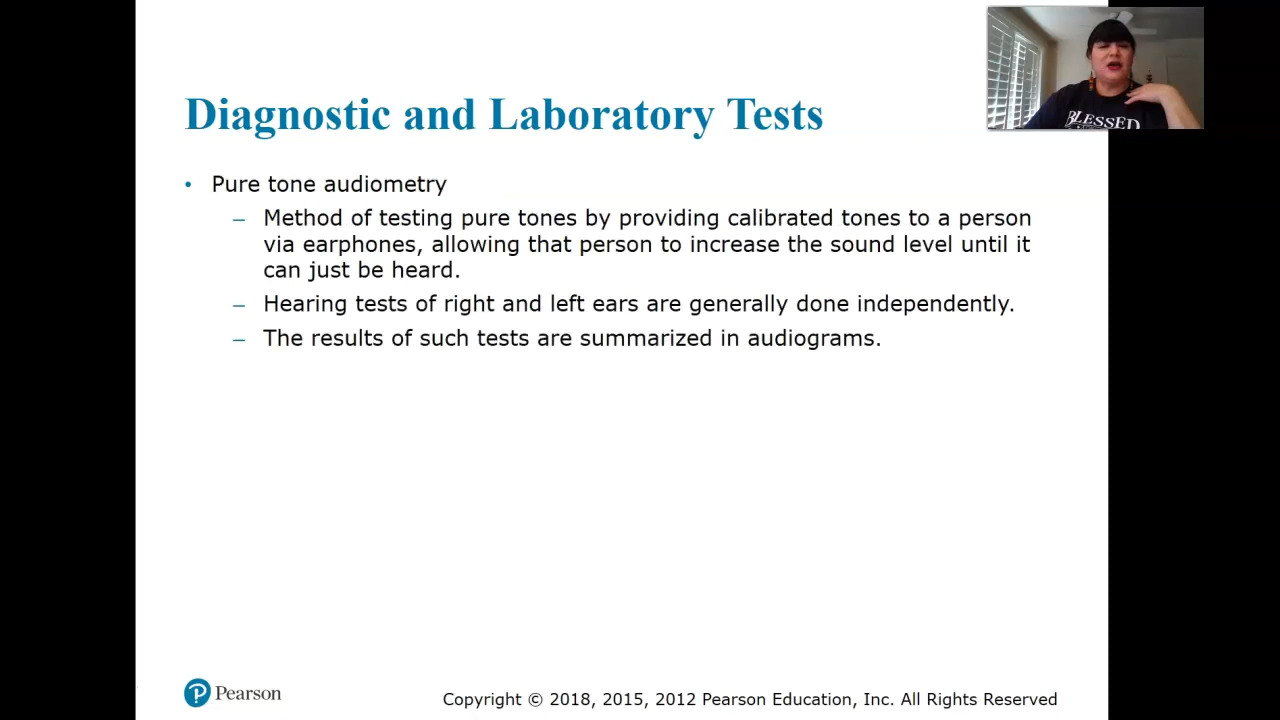 Diagnostic and Laboratory Tests
• Pure tone audiometry
– Method of testing pure tones by providing calibrated tones to a person
via earphones, allowing that person to increase the sound level until it
can just be heard.
– Hearing tests of right and left ears are generally done independently.
– The results of such tests are summarized in audiograms.
BLESSED
Pearson
Copyright © 2018, 2015, 2012 Pearson Education, Inc. All Rights Reserved